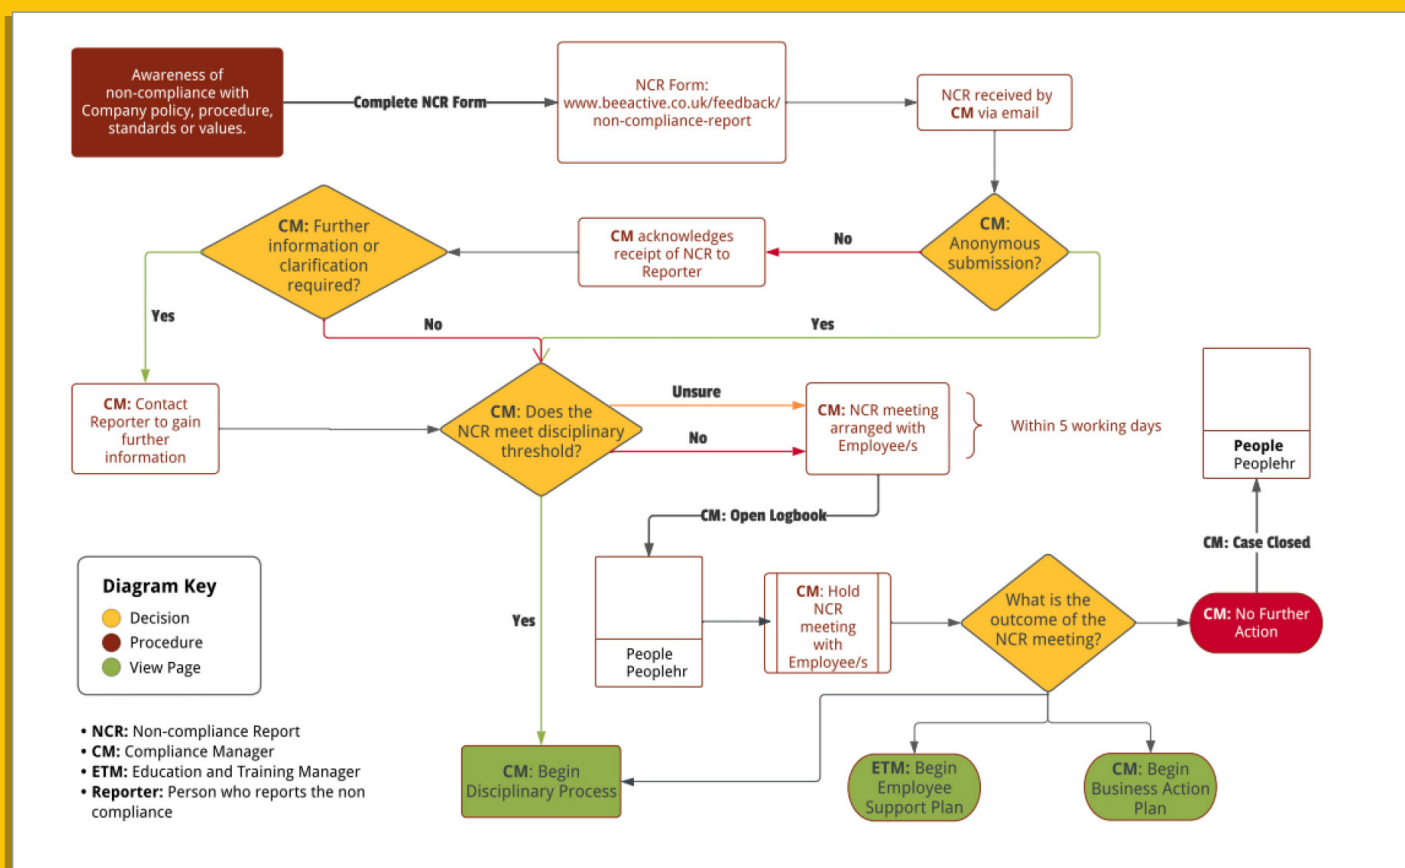 Awareness of
non-compliance with
Company policy, procedure,
standards or values.
Complete NCR Form
NCR Form:
www.beeactive.co.uk/feedback/
non-compliance-report
NCR received by
CM via email
CM: Further
information or
clarification
required?
CM acknowledges
receipt of NCR to
Reporter
No
CM:
Anonymous
submission?
Yes
No
Yes
CM: Contact
Reporter to gain
further
information
CM: Does the
NCR meet disciplinary
threshold?
Unsure
No
CM: NCR meeting
arranged with
Employee/s
Within 5 working days
People
Peoplehr
CM: Open Logbook
CM: Case Closed
Diagram Key
Decision
Procedure
View Page
Yes
People
Peoplehr
CM: Hold
NCR
meeting
with
Employee/s
What is the
outcome of the
NCR meeting?
CM: No Further
Action
• NCR: Non-compliance Report
• CM: Compliance Manager
• ETM: Education and Training Manager
• Reporter: Person who reports the non
compliance
CM: Begin
Disciplinary Process
ETM: Begin
Employee
Support Plan
CM: Begin
Business Action
Plan